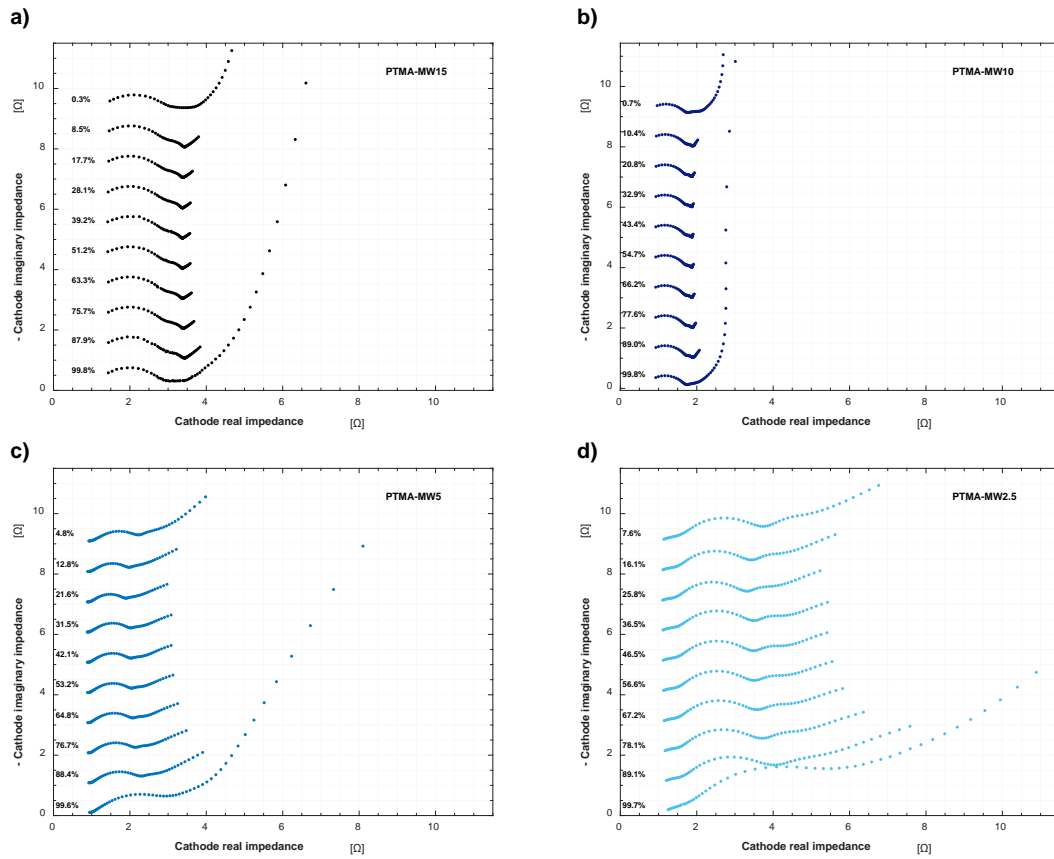 a)
[Ω]
- Cathode imaginary impedance
PTMA-MW15
10
8
6
4
2
0
0.3%
8.5%
17.7%
28.1%
39.2%
51.2%
63.3%
75.7%
87.9%
99.8%
0 2 4 6 8 10
Cathode real impedance [Ω]
b)
[Ω]
- Cathode imaginary impedance
PTMA-MW10
10
8
6
4
2
0
0.7%
10.4%
20.8%
32.9%
43.4%
54.7%
66.2%
77.6%
89.0%
99.8%
0 2 4 6 8 10
Cathode real impedance [Ω]
c)
[Ω]
- Cathode imaginary impedance
PTMA-MW5
10
8
6
4
2
0
4.8%
12.8%
21.6%
31.5%
42.1%
53.2%
64.8%
76.7%
88.4%
99.6%
0 2 4 6 8 10
Cathode real impedance [Ω]
d)
[Ω]
- Cathode imaginary impedance
PTMA-MW2.5
10
8
6
4
2
0
7.6%
16.1%
25.8%
36.5%
46.5%
56.6%
67.2%
78.1%
89.1%
99.7%
0 2 4 6 8 10
Cathode real impedance [Ω]